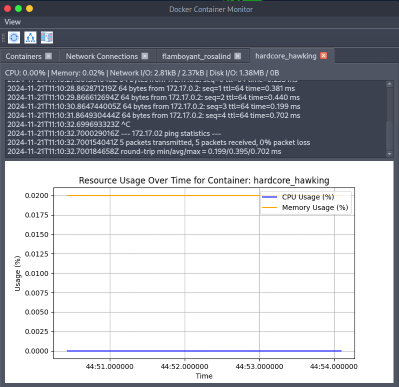 Docker Container Monitor
View
Containers
Network Connections
flamboyant_rosalind
hardcore_hawking
CPU: 0.00% | Memory: 0.02% | Network I/O: 2.81kB / 2.37kB | Disk I/O: 1.38MB / 0B
2024-11-21T11:10:28.862871219Z 64 bytes from 172.17.0.2: seq=1 ttl=64 time=0.381 ms
2024-11-21T11:10:29.866612694Z 64 bytes from 172.17.0.2: seq=2 ttl=64 time=0.440 ms
2024-11-21T11:10:30.864744005Z 64 bytes from 172.17.0.2: seq=3 ttl=64 time=0.199 ms
2024-11-21T11:10:31.864930444Z 64 bytes from 172.17.0.2: seq=4 ttl=64 time=0.702 ms
2024-11-21T11:10:32.699693323Z ^C
2024-11-21T11:10:32.700029016Z --- 172.17.0.2 ping statistics ---
2024-11-21T11:10:32.700154041Z 5 packets transmitted, 5 packets received, 0% packet loss
2024-11-21T11:10:32.700184658Z round-trip min/avg/max = 0.199/0.395/0.702 ms
Resource Usage Over Time for Container: hardcore_hawking
CPU Usage (%)
Memory Usage (%)
Usage (%)
0.0200
0.0175
0.0150
0.0125
0.0100
0.0075
0.0050
0.0025
0.0000
44:51.000000
44:52.000000
44:53.000000
44:54.000000
Time